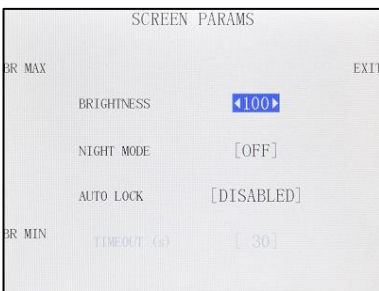 SCREEN PARAMS
BR MAX
EXIT
BRIGHTNESS ◂100▸
NIGHT MODE [OFF]
AUTO LOCK [DISABLED]
BR MIN
TIMEOUT (s) [ 30]